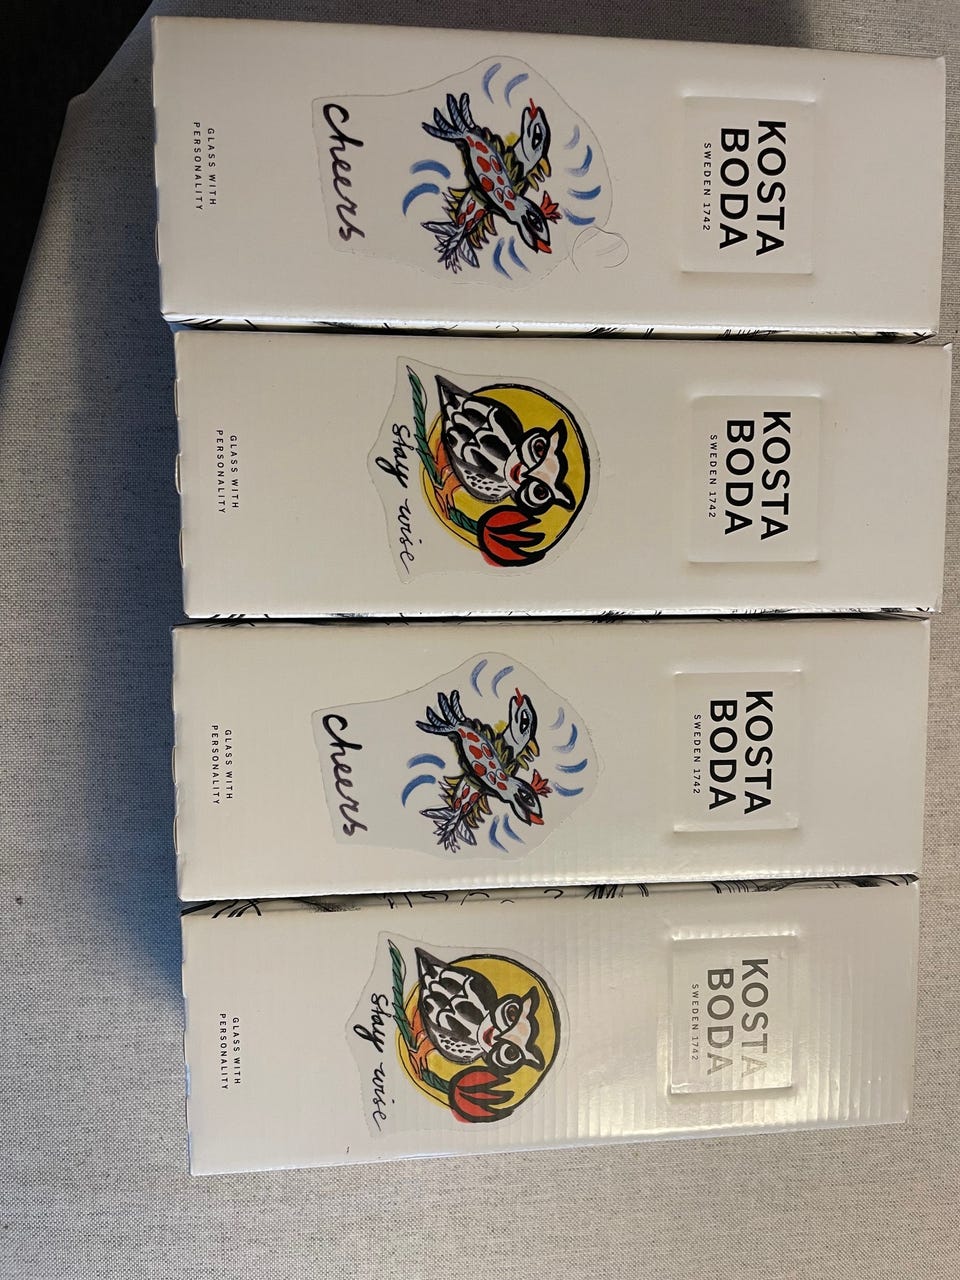 KOSTA
BODA
SWEDEN 1742
cheers
GLASS WITH
PERSONALITY
KOSTA
BODA
SWEDEN 1742
stay wise
GLASS WITH
PERSONALITY
KOSTA
BODA
SWEDEN 1742
cheers
GLASS WITH
PERSONALITY
KOSTA
BODA
SWEDEN 1742
stay wise
GLASS WITH
PERSONALITY